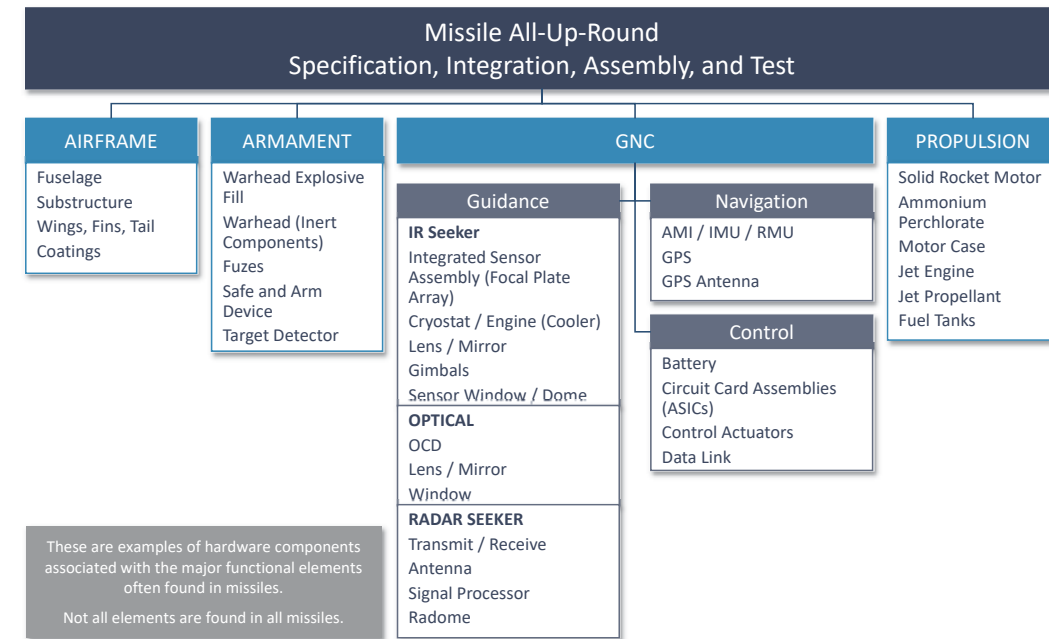 Missile All-Up-Round
Specification, Integration, Assembly, and Test
AIRFRAME
Fuselage
Substructure
Wings, Fins, Tail
Coatings
ARMAMENT
Warhead Explosive
Fill
Warhead (Inert
Components)
Fuzes
Safe and Arm
Device
Target Detector
GNC
Guidance
IR Seeker
Integrated Sensor
Assembly (Focal Plate
Array)
Cryostat / Engine (Cooler)
Lens / Mirror
Gimbals
Sensor Window / Dome
OPTICAL
OCD
Lens / Mirror
Window
RADAR SEEKER
Transmit / Receive
Antenna
Signal Processor
Radome
Navigation
AMI / IMU / RMU
GPS
GPS Antenna
Control
Battery
Circuit Card Assemblies
(ASICs)
Control Actuators
Data Link
PROPULSION
Solid Rocket Motor
Ammonium
Perchlorate
Motor Case
Jet Engine
Jet Propellant
Fuel Tanks
These are examples of hardware components
associated with the major functional elements
often found in missiles.
Not all elements are found in all missiles.